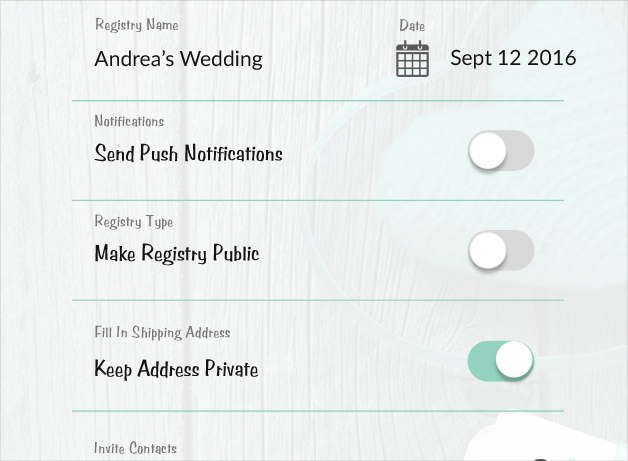 Registry Name
Date
Andrea's Wedding
Sept 12 2016
Notifications
Send Push Notifications
Registry Type
Make Registry Public
Fill In Shipping Address
Keep Address Private
Invite Contacts